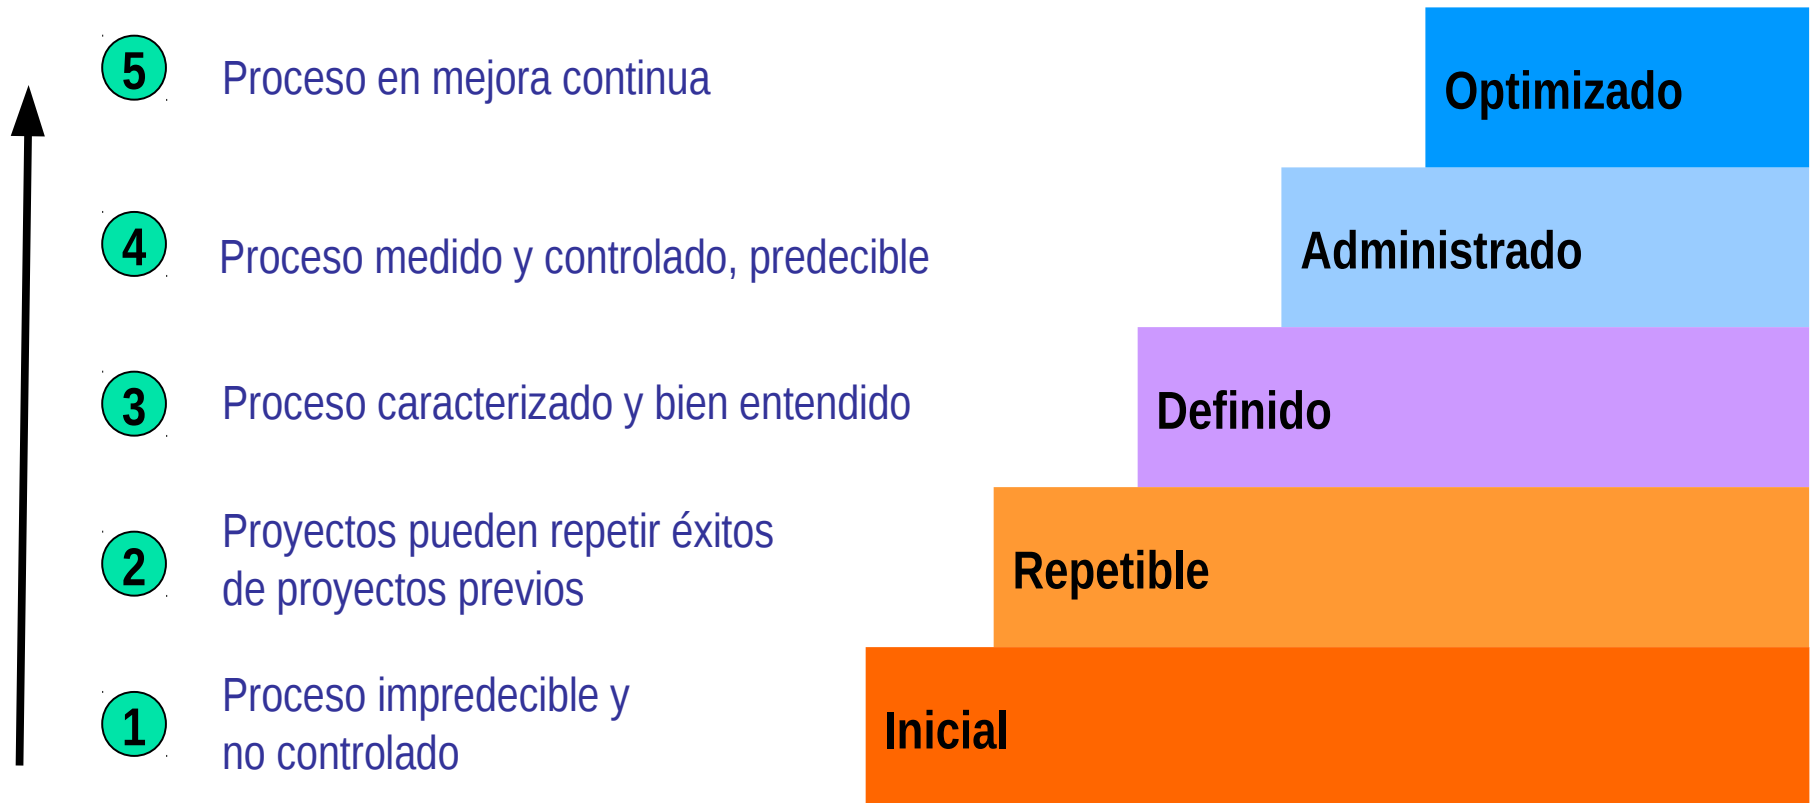 5
Proceso en mejora continua
Optimizado
4
Proceso medido y controlado, predecible
Administrado
3
Proceso caracterizado y bien entendido
Definido
2
Proyectos pueden repetir éxitos
de proyectos previos
Repetible
1
Proceso impredecible y
no controlado
Inicial